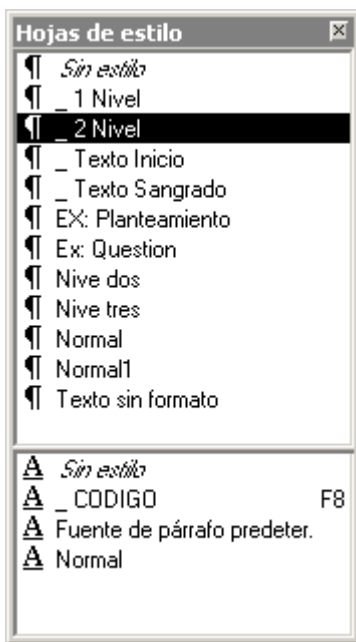 Hojas de estilo
¶ Sin estilo
¶ _ 1 Nivel
¶ _ 2 Nivel
¶ _ Texto Inicio
¶ _ Texto Sangrado
¶ EX: Planteamiento
¶ Ex: Question
¶ Nive dos
¶ Nive tres
¶ Normal
¶ Normal1
¶ Texto sin formato
A Sin estilo
A _ CODIGO F8
A Fuente de párrafo predeter.
A Normal